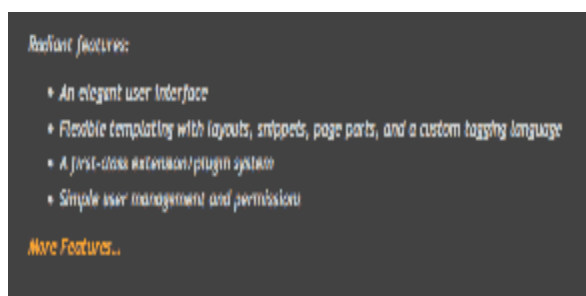 Radiant features:
• An elegant user interface
• Flexible templating with layouts, snippets, page parts, and a custom tagging language
• A first-class extension/plugin system
• Simple user management and permissions
More Features...